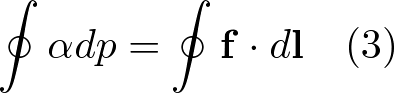 ∮ αdp = ∮ 𝐟 · d𝐥 (3)